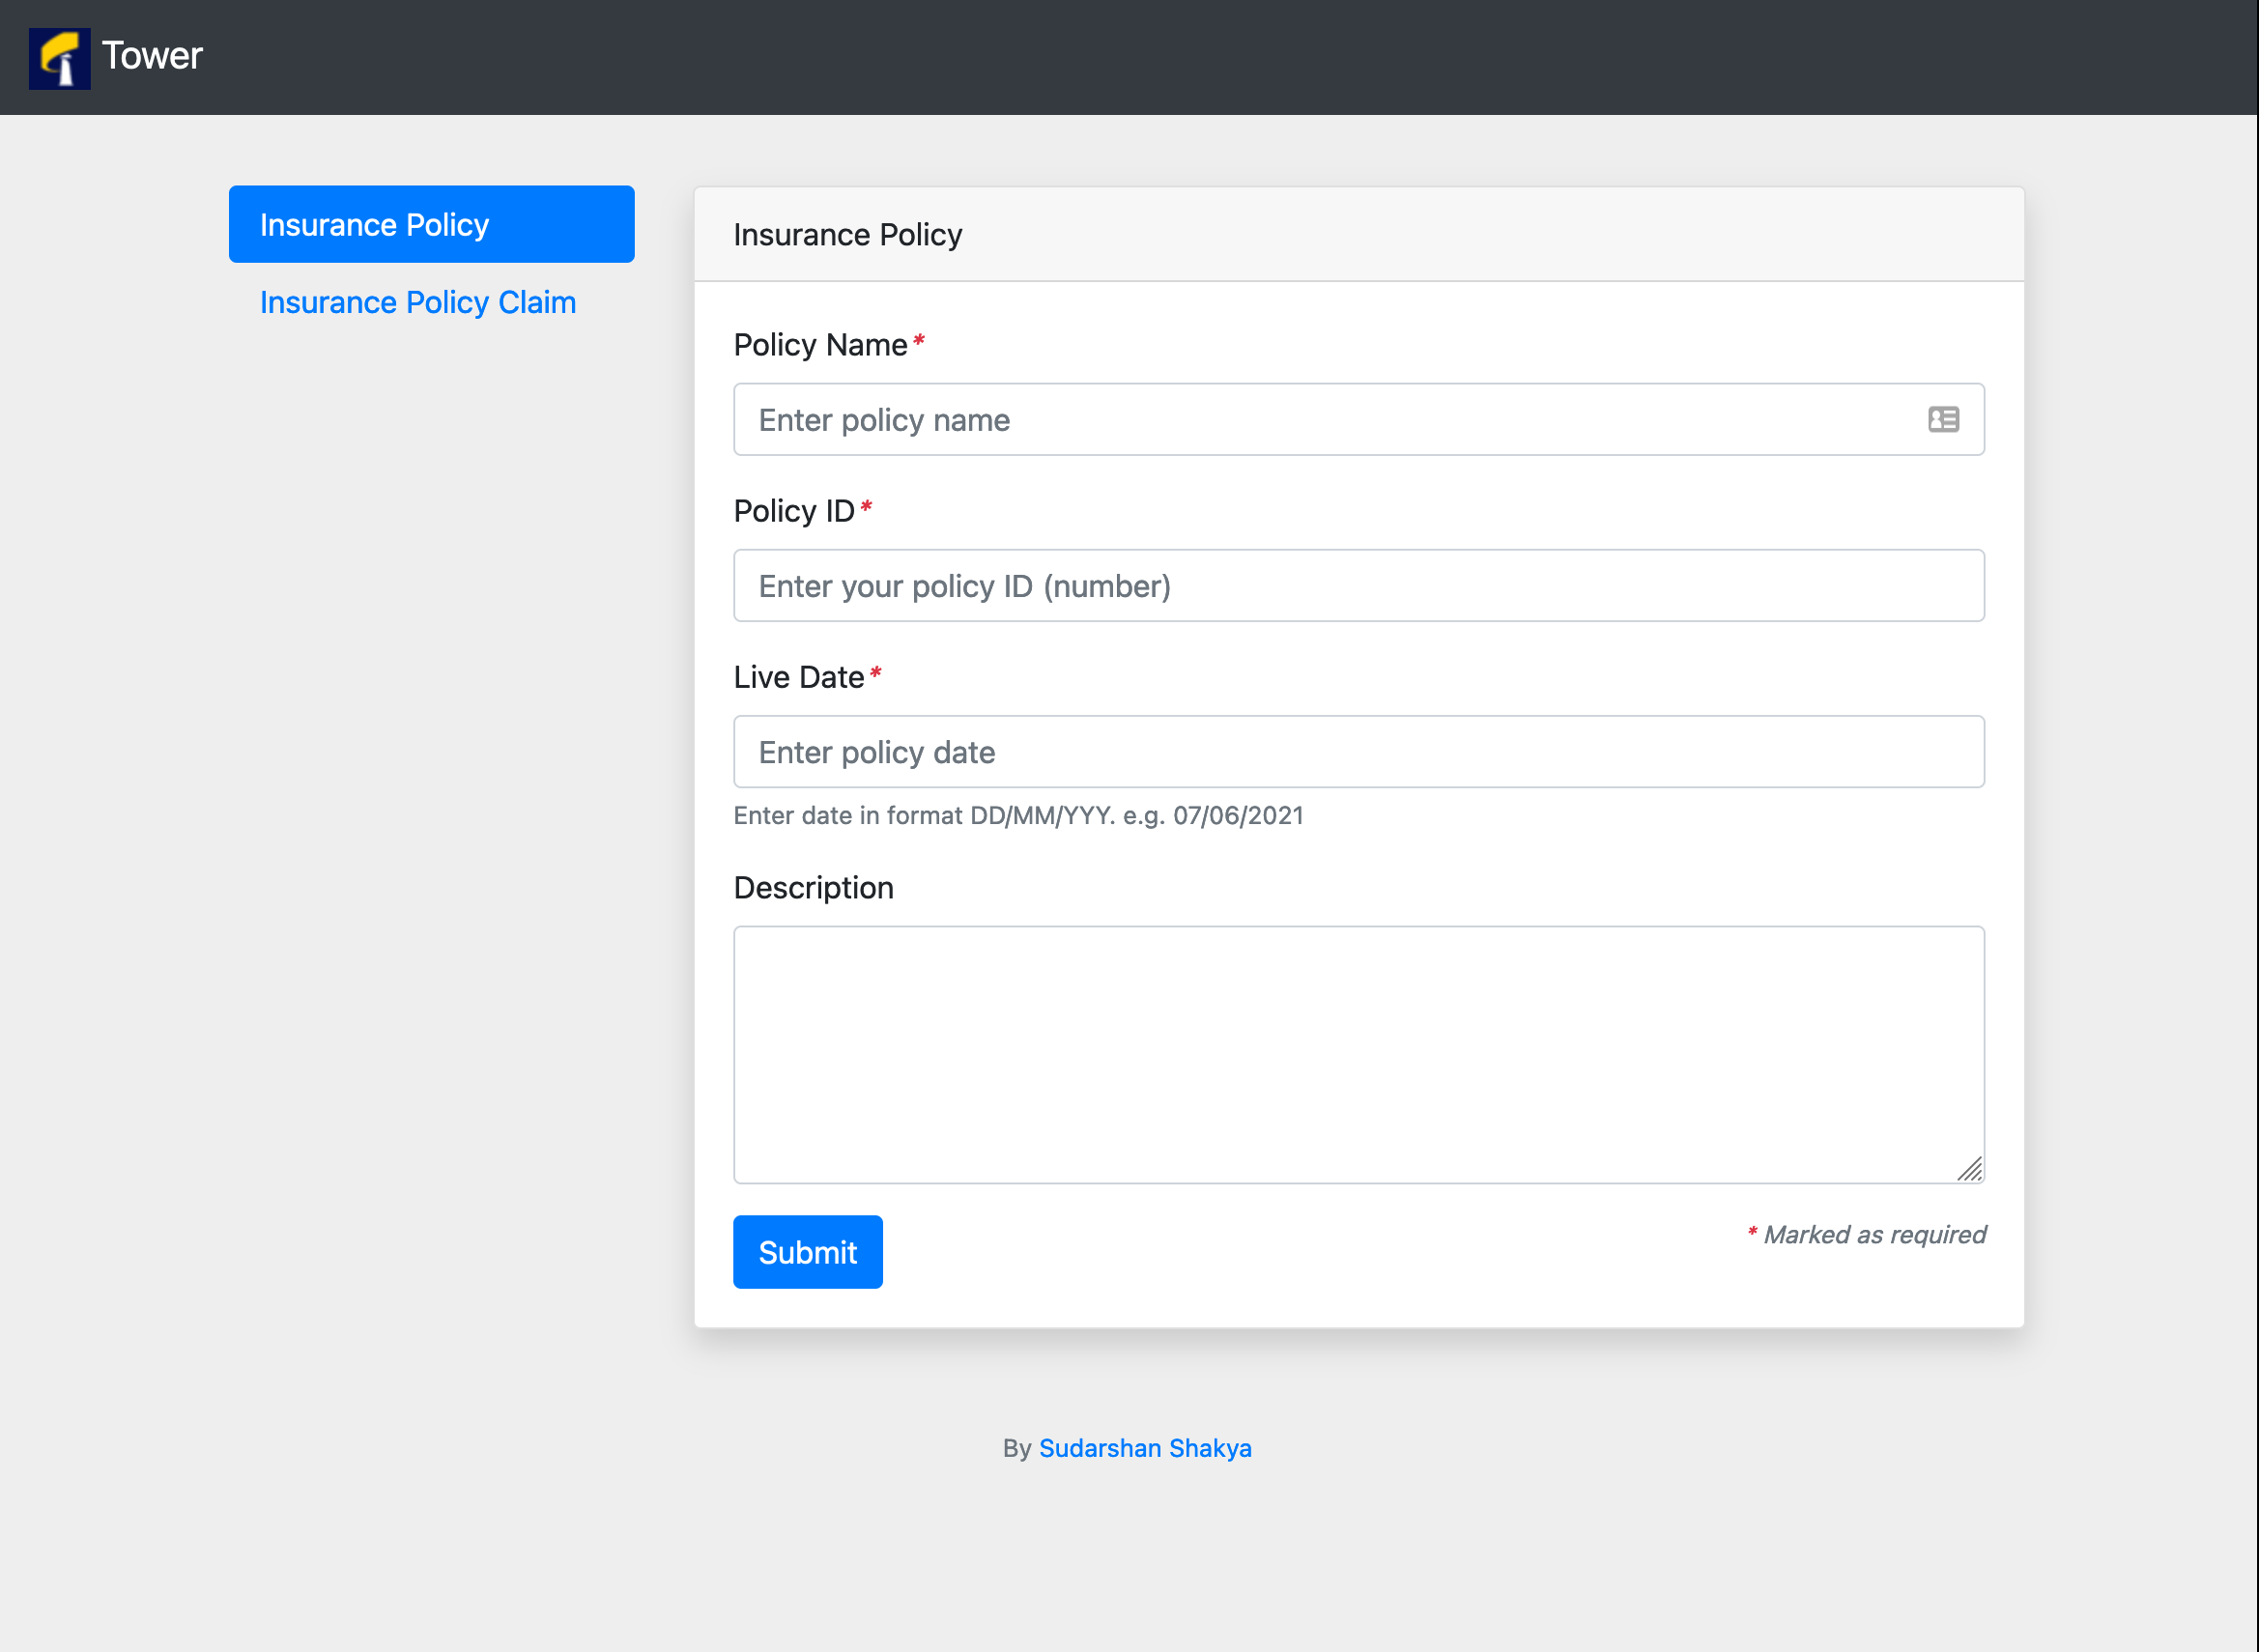 Tower
Insurance Policy
Insurance Policy Claim
Insurance Policy
Policy Name*
Enter policy name
Policy ID*
Enter your policy ID (number)
Live Date*
Enter policy date
Enter date in format DD/MM/YYY. e.g. 07/06/2021
Description
Submit
* Marked as required
By Sudarshan Shakya